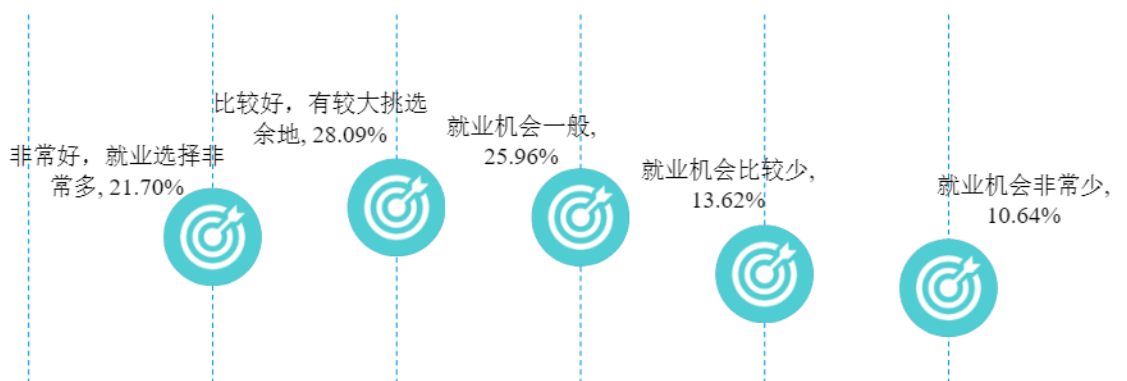 非常好，就业选择非
常多, 21.70%
比较好，有较大挑选
余地, 28.09%
就业机会一般,
25.96%
就业机会比较少,
13.62%
就业机会非常少,
10.64%